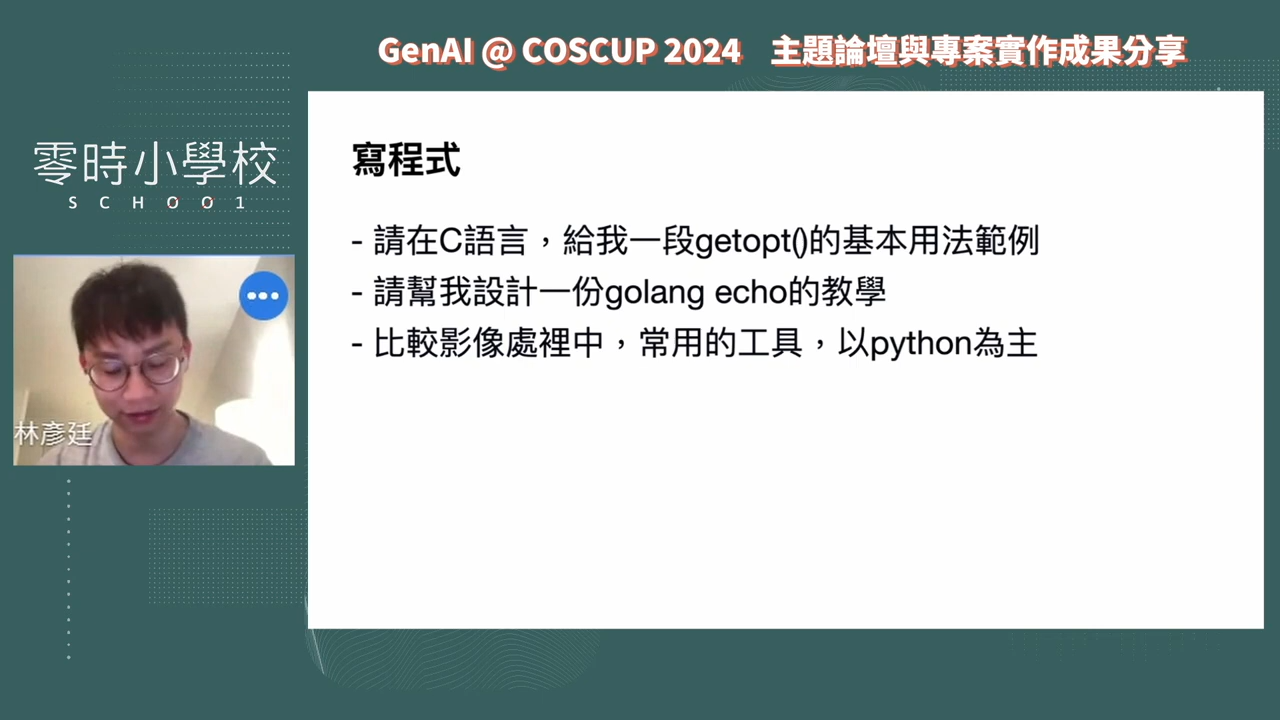 GenAI @ COSCUP 2024 主題論壇與專案實作成果分享
零時小學校
SCHOO1
林彥廷
寫程式
- 請在C語言，給我一段getopt()的基本用法範例
- 請幫我設計一份golang echo的教學
- 比較影像處裡中，常用的工具，以python為主